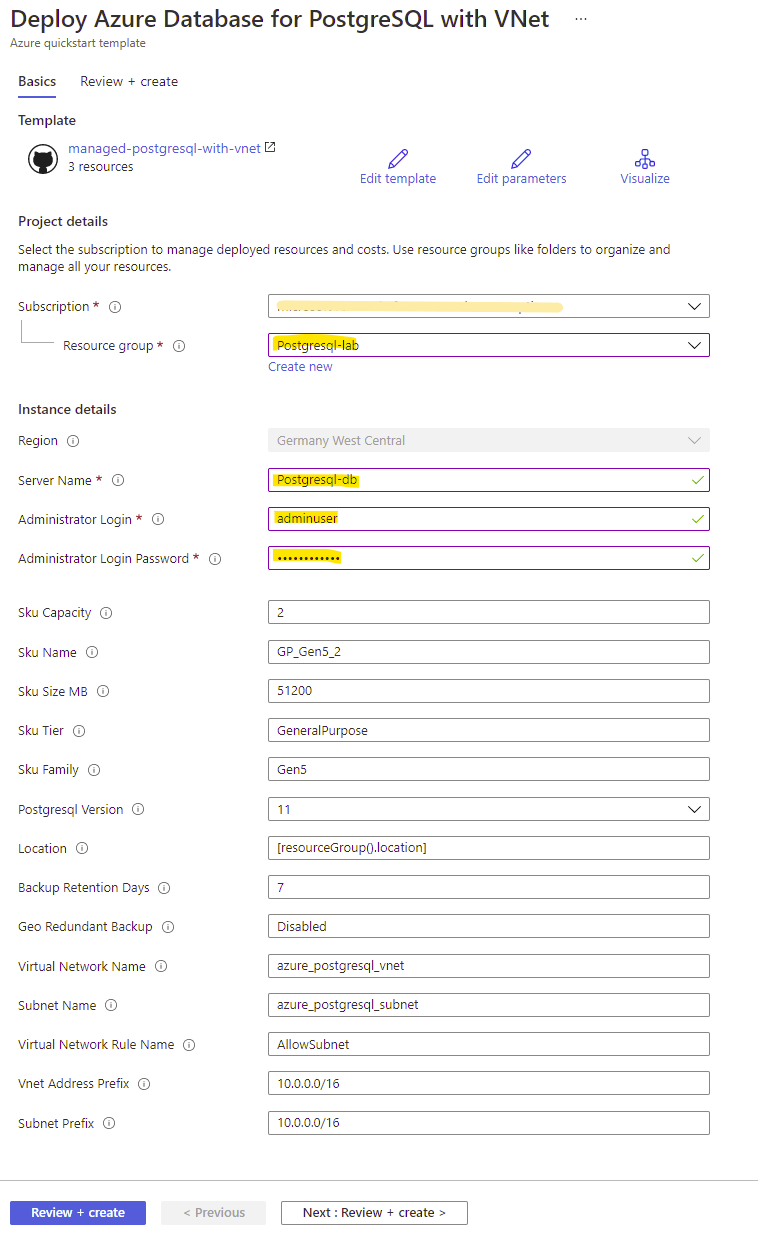 Deploy Azure Database for PostgreSQL with VNet ...
Azure quickstart template
Basics Review + create
Template
managed-postgresql-with-vnet
3 resources
Edit template Edit parameters Visualize
Project details
Select the subscription to manage deployed resources and costs. Use resource groups like folders to organize and
manage all your resources.
Subscription *
Resource group * Postgresql-lab
Create new
Instance details
Region Germany West Central
Server Name * Postgresql-db
Administrator Login * adminuser
Administrator Login Password * ••••••••••••
Sku Capacity 2
Sku Name GP_Gen5_2
Sku Size MB 51200
Sku Tier GeneralPurpose
Sku Family Gen5
Postgresql Version 11
Location [resourceGroup().location]
Backup Retention Days 7
Geo Redundant Backup Disabled
Virtual Network Name azure_postgresql_vnet
Subnet Name azure_postgresql_subnet
Virtual Network Rule Name AllowSubnet
Vnet Address Prefix 10.0.0.0/16
Subnet Prefix 10.0.0.0/16
Review + create < Previous Next : Review + create >